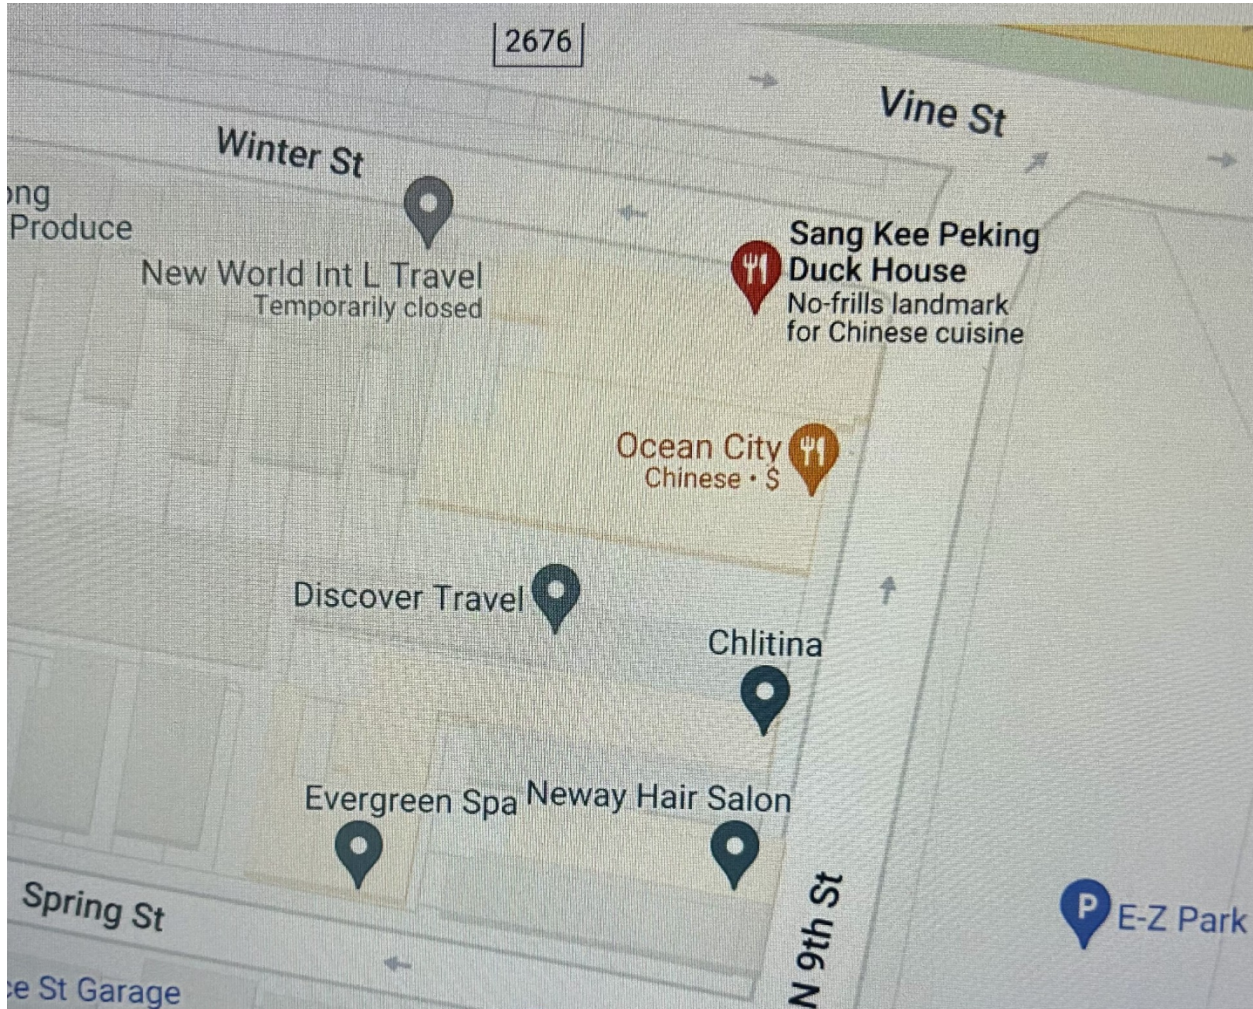 2676
Vine St
Winter St
Produce
New World Int L Travel
Temporarily closed
Sang Kee Peking
Duck House
No-frills landmark
for Chinese cuisine
Ocean City
Chinese • $
Discover Travel
Chlitina
Evergreen Spa
Neway Hair Salon
N 9th St
Spring St
P
E-Z Park
St Garage